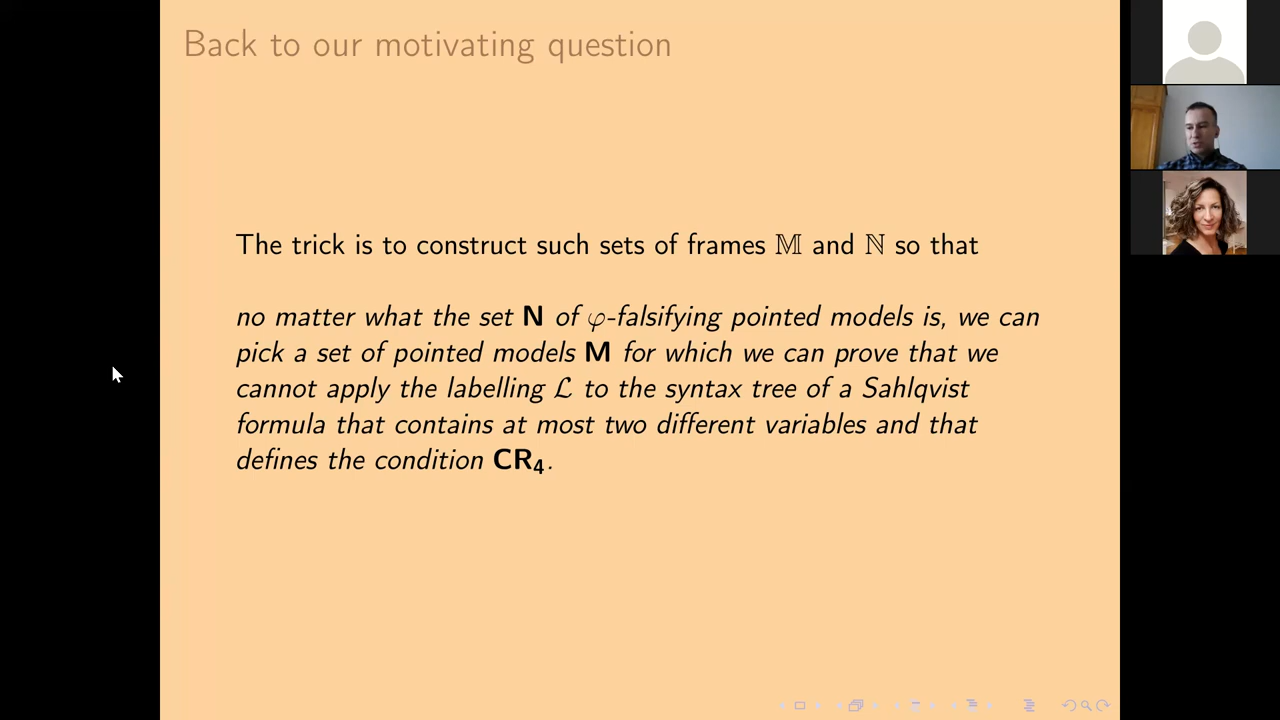 Back to our motivating question
The trick is to construct such sets of frames 𝕄 and ℕ so that
no matter what the set N of φ-falsifying pointed models is, we can
pick a set of pointed models M for which we can prove that we
cannot apply the labelling ℒ to the syntax tree of a Sahlqvist
formula that contains at most two different variables and that
defines the condition CR₄.